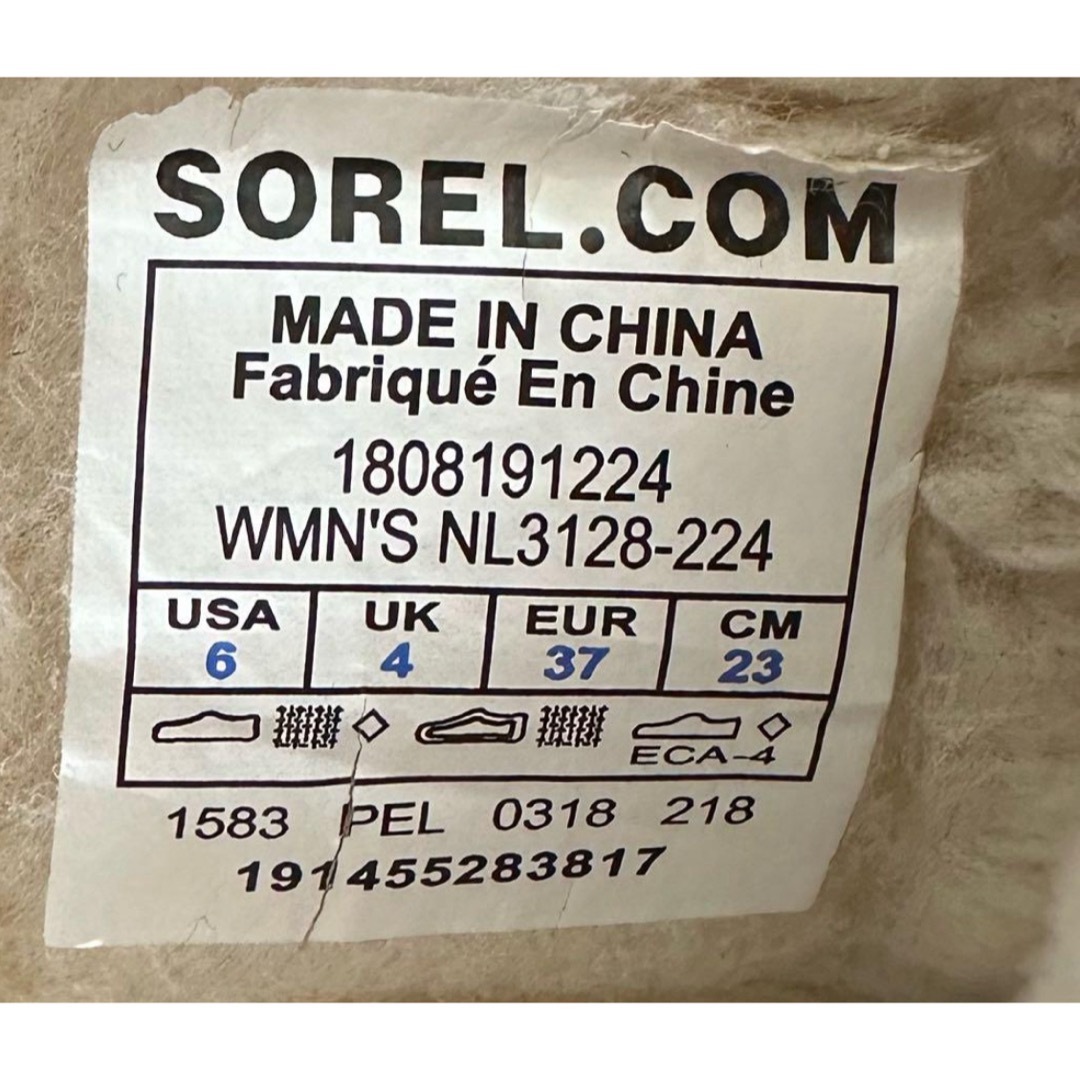 SOREL.COM
MADE IN CHINA
Fabriqué En Chine
1808191224
WMN'S NL3128-224
USA UK EUR CM
6 4 37 23
ECA-4
1583 PEL 0318 218
191455283817